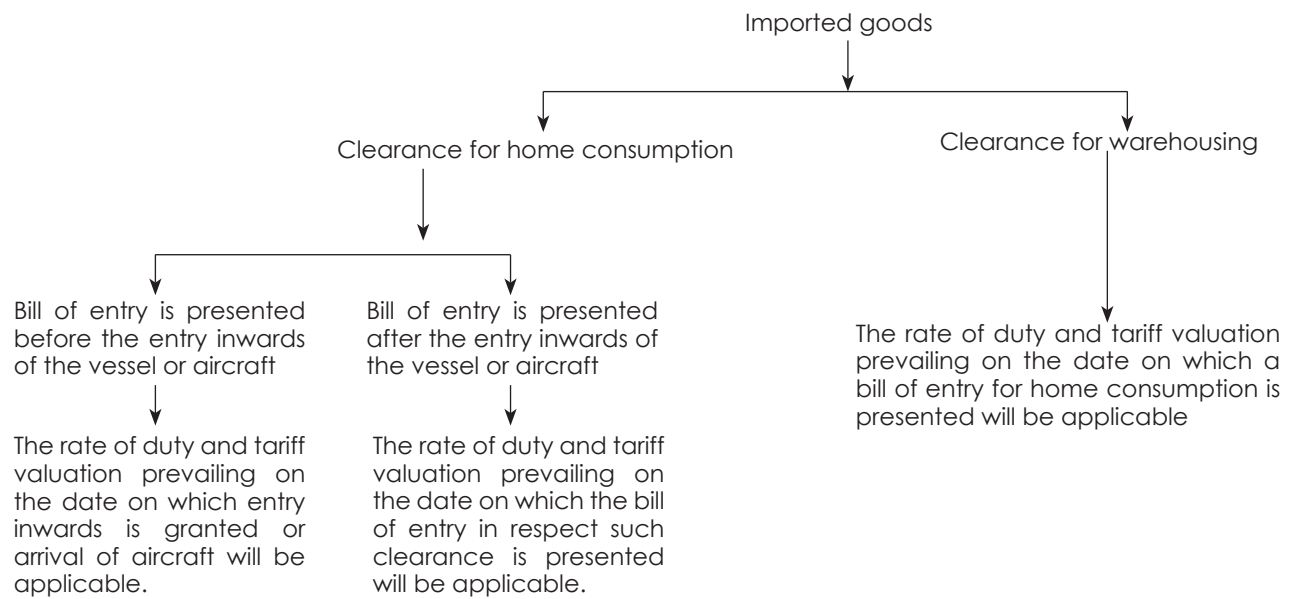 Imported goods
Clearance for home consumption
Clearance for warehousing
Bill of entry is presented
before the entry inwards
of the vessel or aircraft
Bill of entry is presented
after the entry inwards of
the vessel or aircraft
The rate of duty and tariff valuation
prevailing on the date on which a
bill of entry for home consumption is
presented will be applicable
The rate of duty and tariff
valuation prevailing on
the date on which entry
inwards is granted or
arrival of aircraft will be
applicable.
The rate of duty and tariff
valuation prevailing on
the date on which the bill
of entry in respect such
clearance is presented
will be applicable.